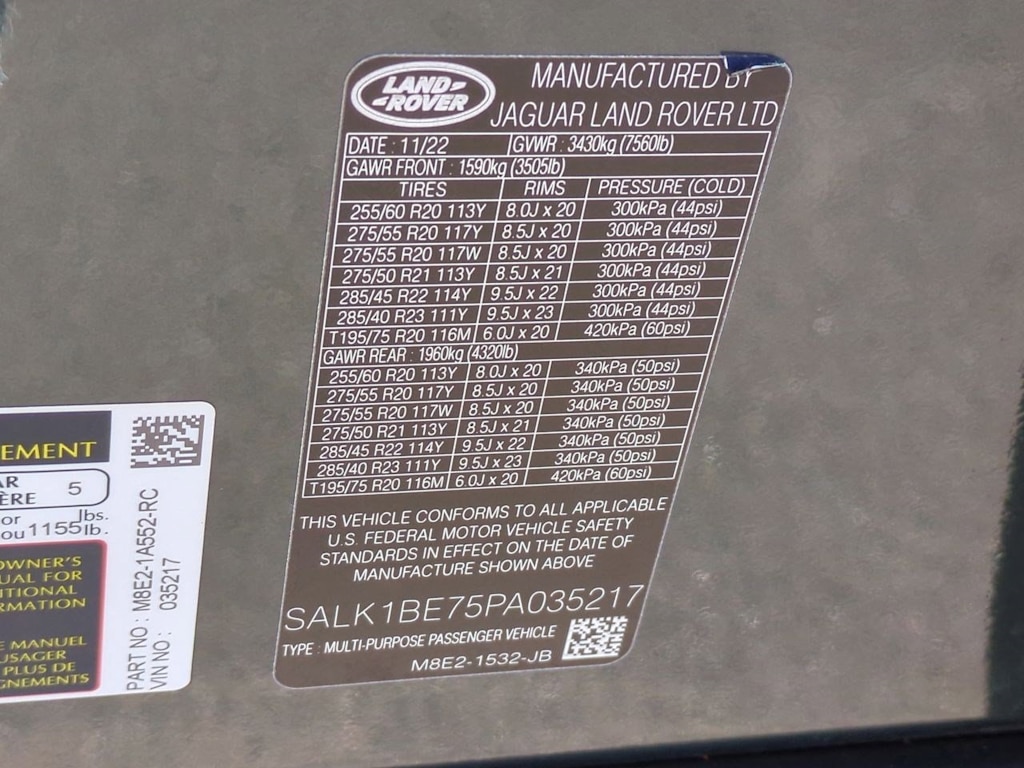 LAND-
-ROVER
MANUFACTURED BY
JAGUAR LAND ROVER LTD
DATE : 11/22 GVWR : 3430kg (7560lb)
GAWR FRONT : 1590kg (3505lb)
TIRES RIMS PRESSURE (COLD)
255/60 R20 113Y 8.0J x 20 300kPa (44psi)
275/55 R20 117Y 8.5J x 20 300kPa (44psi)
275/55 R20 117W 8.5J x 20 300kPa (44psi)
275/50 R21 113Y 8.5J x 21 300kPa (44psi)
285/45 R22 114Y 9.5J x 22 300kPa (44psi)
285/40 R23 111Y 9.5J x 23 300kPa (44psi)
T195/75 R20 116M 6.0J x 20 420kPa (60psi)
GAWR REAR : 1960kg (4320lb)
255/60 R20 113Y 8.0J x 20 340kPa (50psi)
275/55 R20 117Y 8.5J x 20 340kPa (50psi)
275/55 R20 117W 8.5J x 20 340kPa (50psi)
275/50 R21 113Y 8.5J x 21 340kPa (50psi)
285/45 R22 114Y 9.5J x 22 340kPa (50psi)
285/40 R23 111Y 9.5J x 23 340kPa (50psi)
T195/75 R20 116M 6.0J x 20 420kPa (60psi)
THIS VEHICLE CONFORMS TO ALL APPLICABLE
U.S. FEDERAL MOTOR VEHICLE SAFETY
STANDARDS IN EFFECT ON THE DATE OF
MANUFACTURE SHOWN ABOVE
SALK1BE75PA035217
TYPE : MULTI-PURPOSE PASSENGER VEHICLE
M8E2-1532-JB
EMENT
AR
ÈRE 5
or lbs.
ou 1155 lb.
OWNER'S
UAL FOR
ITIONAL
RMATION
E MANUEL
USAGER
PLUS DE
GNEMENTS
PART NO : M8E2-1A552-RC
VIN NO : 035217